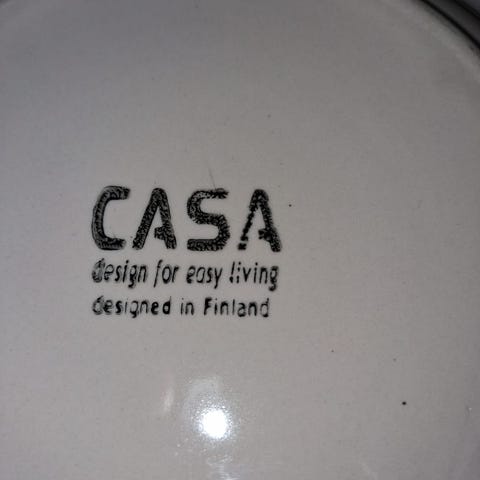 CASA
design for easy living
designed in Finland